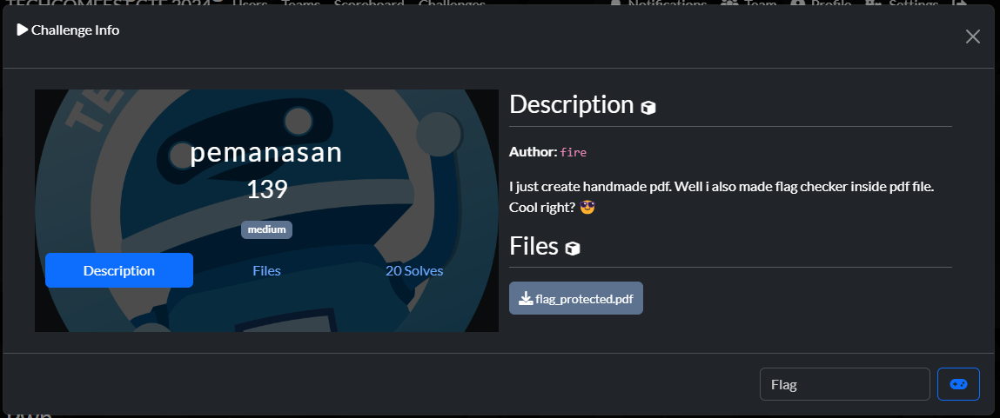 TECHCOMFEST CTF 2024 Users Teams Scoreboard Challenges Notifications Team Profile Settings
Challenge Info
TE
pemanasan
139
medium
Description
Files
20 Solves
Description
Author: fire
I just create handmade pdf. Well i also made flag checker inside pdf file.
Cool right?
Files
flag_protected.pdf
Flag
Pwn